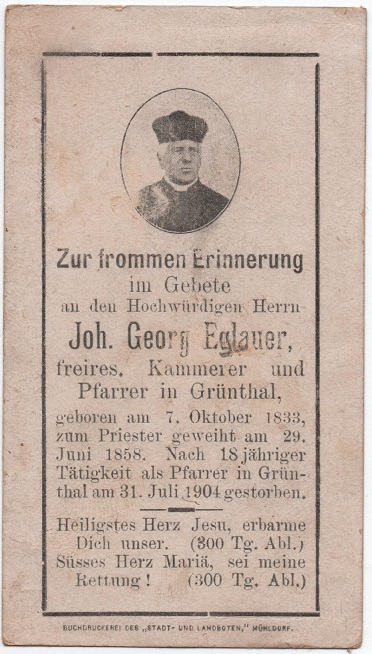 Zur frommen Erinnerung
im Gebete
an den Hochwürdigen Herrn
Joh. Georg Eglauer,
freires. Kammerer und
Pfarrer in Grünthal,
geboren am 7. Oktober 1833,
zum Priester geweiht am 29.
Juni 1858. Nach 18 jähriger
Tätigkeit als Pfarrer in Grün-
thal am 31. Juli 1904 gestorben.
Heiligstes Herz Jesu, erbarme
Dich unser. (300 Tg. Abl.)
Süsses Herz Mariä, sei meine
Rettung! (300 Tg. Abl.)
BUCHDRUCKEREI DES „STADT- UND LANDBOTEN," MÜHLDORF.